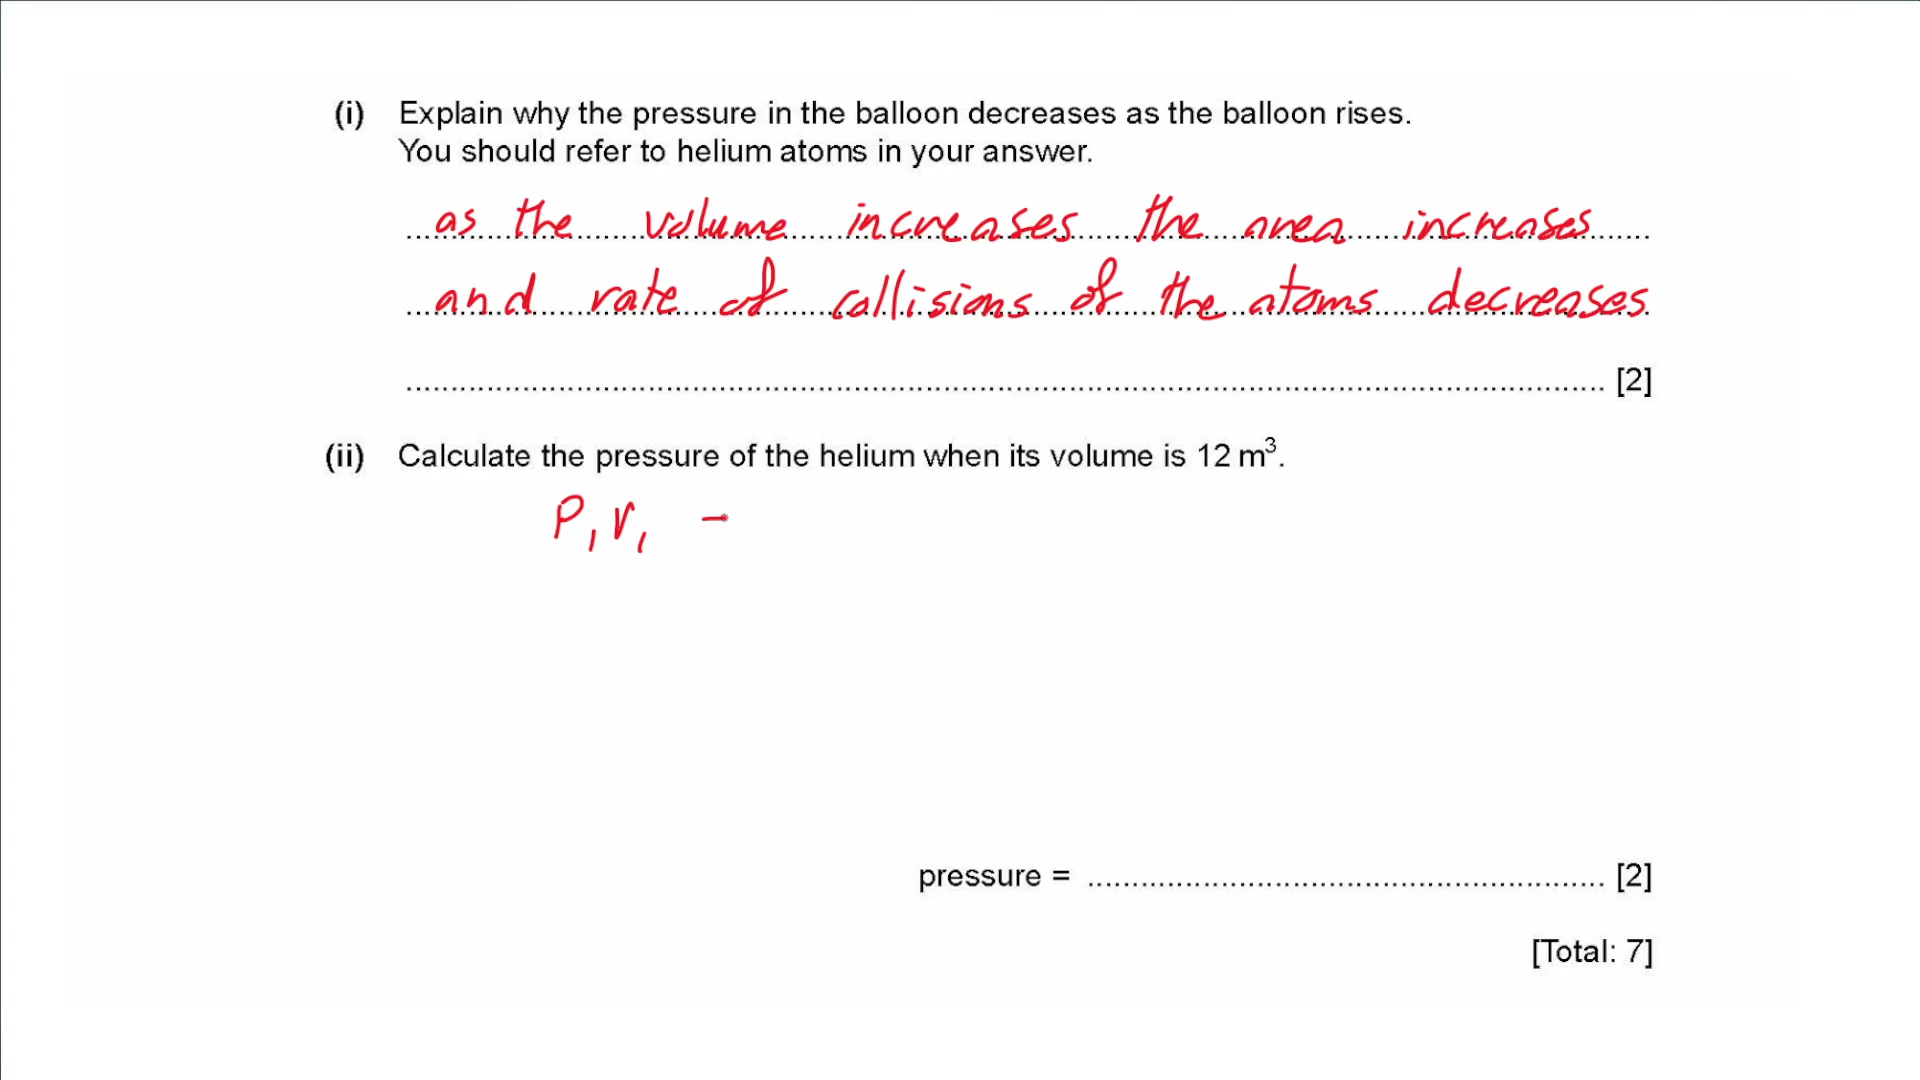 (i) Explain why the pressure in the balloon decreases as the balloon rises.
You should refer to helium atoms in your answer.
as the volume increases the area increases
and rate of collisions of the atoms decreases
[2]
(ii) Calculate the pressure of the helium when its volume is 12 m³.
P₁V₁ -
pressure = [2]
[Total: 7]